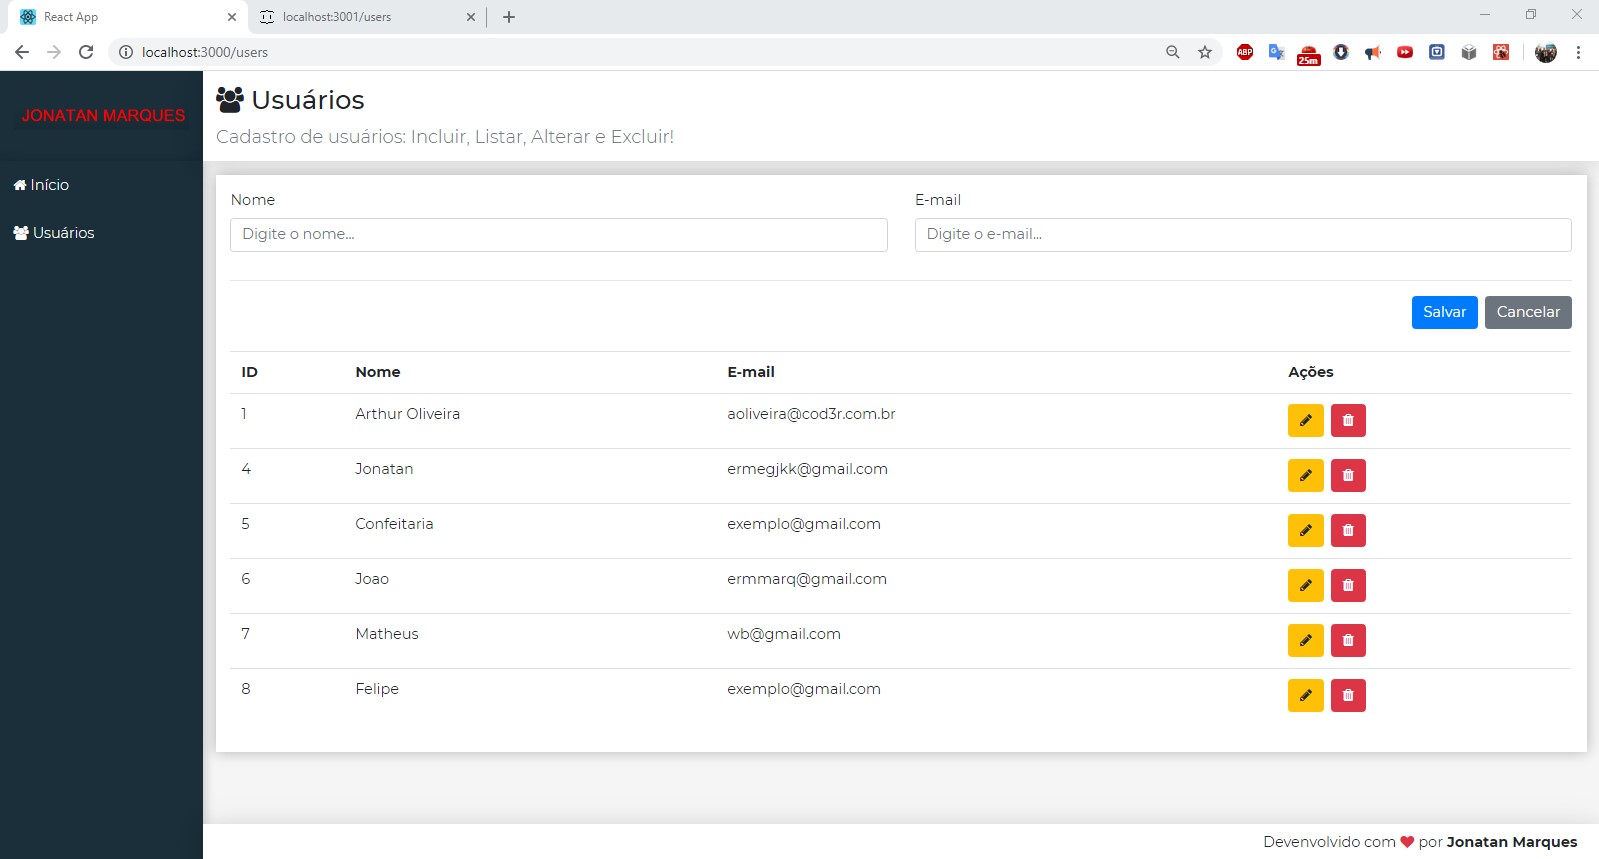 React App
localhost:3001/users
localhost:3000/users
ABP
25m
JONATAN MARQUES
Início
Usuários
Usuários
Cadastro de usuários: Incluir, Listar, Alterar e Excluir!
Nome E-mail
Digite o nome... Digite o e-mail...
Salvar Cancelar
ID Nome E-mail Ações
1 Arthur Oliveira aoliveira@cod3r.com.br
4 Jonatan ermegjkk@gmail.com
5 Confeitaria exemplo@gmail.com
6 Joao ermmarq@gmail.com
7 Matheus wb@gmail.com
8 Felipe exemplo@gmail.com
Devenvolvido com ❤ por Jonatan Marques